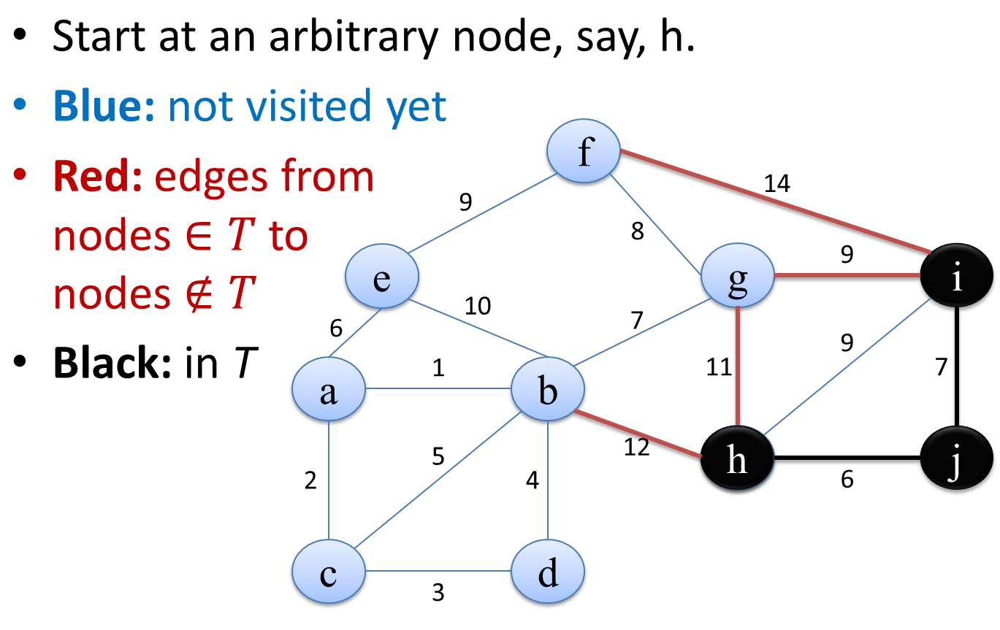 • Start at an arbitrary node, say, h.
• Blue: not visited yet
• Red: edges from
nodes ∈ T to
nodes ∉ T
• Black: in T
f
14
9
8
9
e
g
i
10
6
7
9
1
11
7
a
b
12
h
j
5
2
4
6
c
d
3